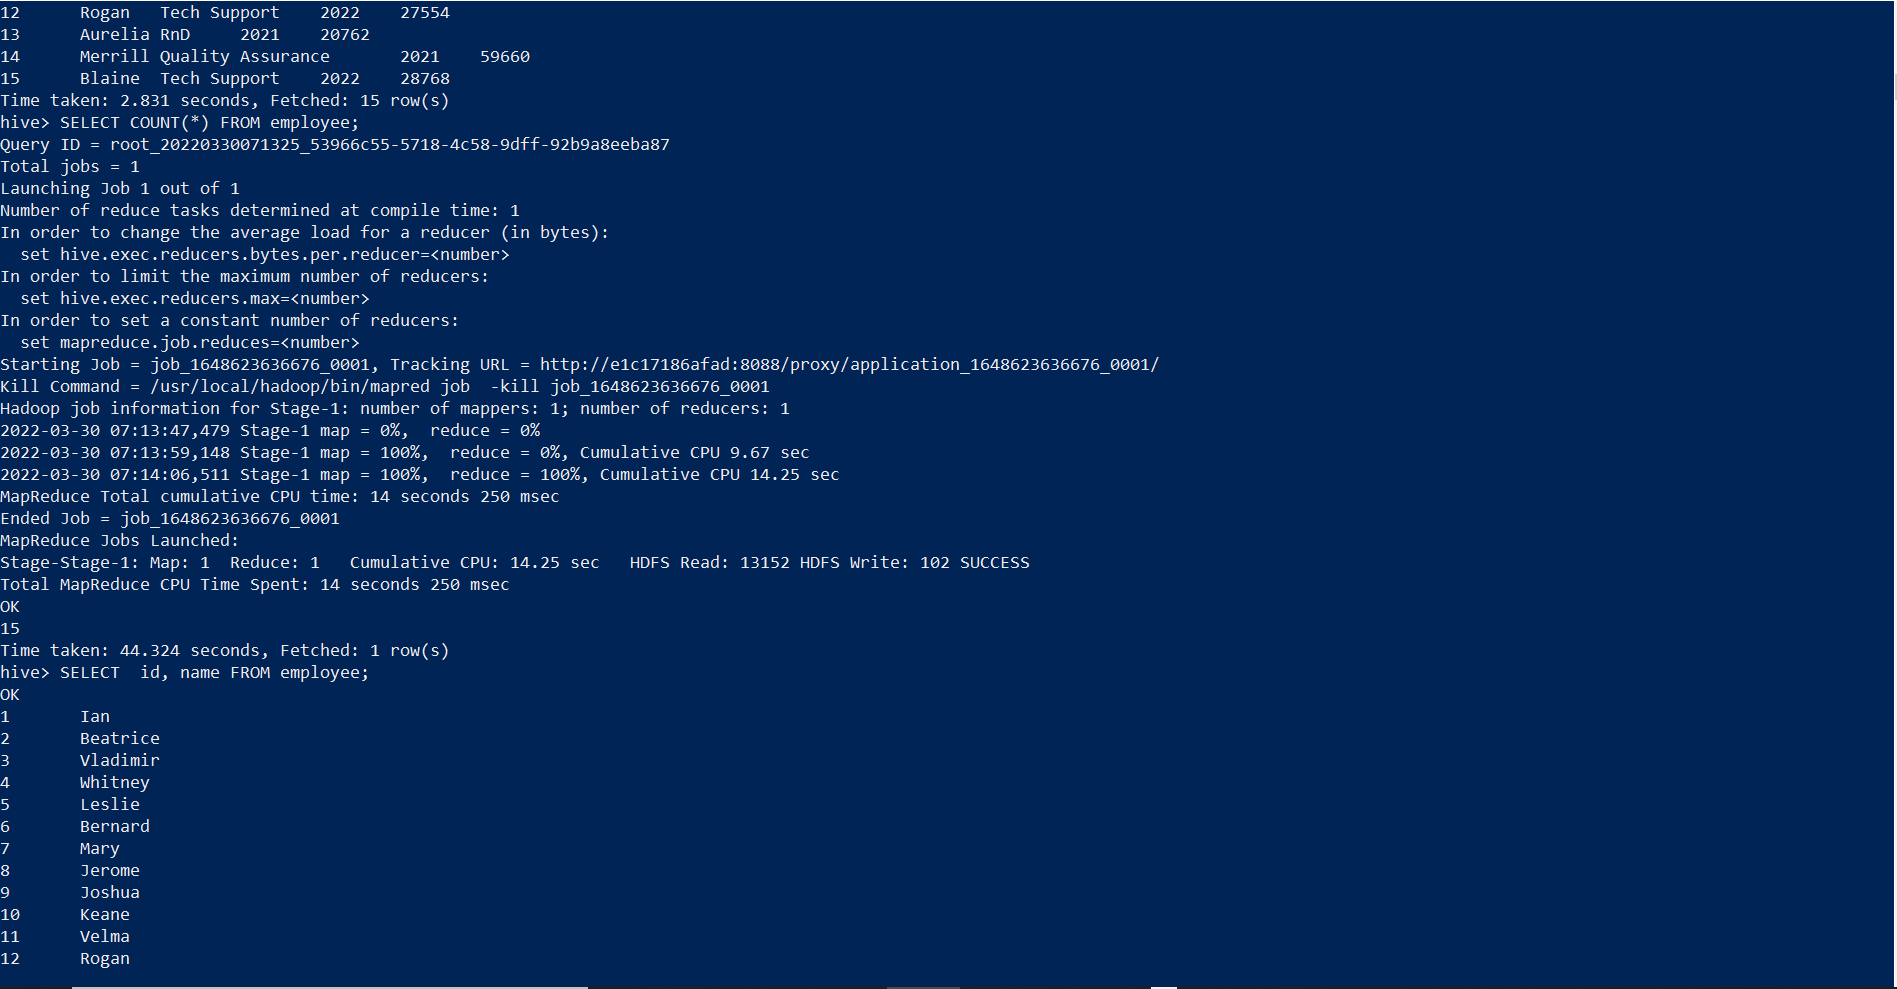 12      Rogan   Tech Support    2022    27554
13      Aurelia RnD     2021    20762
14      Merrill Quality Assurance       2021    59660
15      Blaine  Tech Support    2022    28768
Time taken: 2.831 seconds, Fetched: 15 row(s)
hive> SELECT COUNT(*) FROM employee;
Query ID = root_20220330071325_53966c55-5718-4c58-9dff-92b9a8eeba87
Total jobs = 1
Launching Job 1 out of 1
Number of reduce tasks determined at compile time: 1
In order to change the average load for a reducer (in bytes):
  set hive.exec.reducers.bytes.per.reducer=<number>
In order to limit the maximum number of reducers:
  set hive.exec.reducers.max=<number>
In order to set a constant number of reducers:
  set mapreduce.job.reduces=<number>
Starting Job = job_1648623636676_0001, Tracking URL = http://e1c17186afad:8088/proxy/application_1648623636676_0001/
Kill Command = /usr/local/hadoop/bin/mapred job  -kill job_1648623636676_0001
Hadoop job information for Stage-1: number of mappers: 1; number of reducers: 1
2022-03-30 07:13:47,479 Stage-1 map = 0%,  reduce = 0%
2022-03-30 07:13:59,148 Stage-1 map = 100%,  reduce = 0%, Cumulative CPU 9.67 sec
2022-03-30 07:14:06,511 Stage-1 map = 100%,  reduce = 100%, Cumulative CPU 14.25 sec
MapReduce Total cumulative CPU time: 14 seconds 250 msec
Ended Job = job_1648623636676_0001
MapReduce Jobs Launched:
Stage-Stage-1: Map: 1  Reduce: 1   Cumulative CPU: 14.25 sec   HDFS Read: 13152 HDFS Write: 102 SUCCESS
Total MapReduce CPU Time Spent: 14 seconds 250 msec
OK
15
Time taken: 44.324 seconds, Fetched: 1 row(s)
hive> SELECT  id, name FROM employee;
OK
1       Ian
2       Beatrice
3       Vladimir
4       Whitney
5       Leslie
6       Bernard
7       Mary
8       Jerome
9       Joshua
10      Keane
11      Velma
12      Rogan